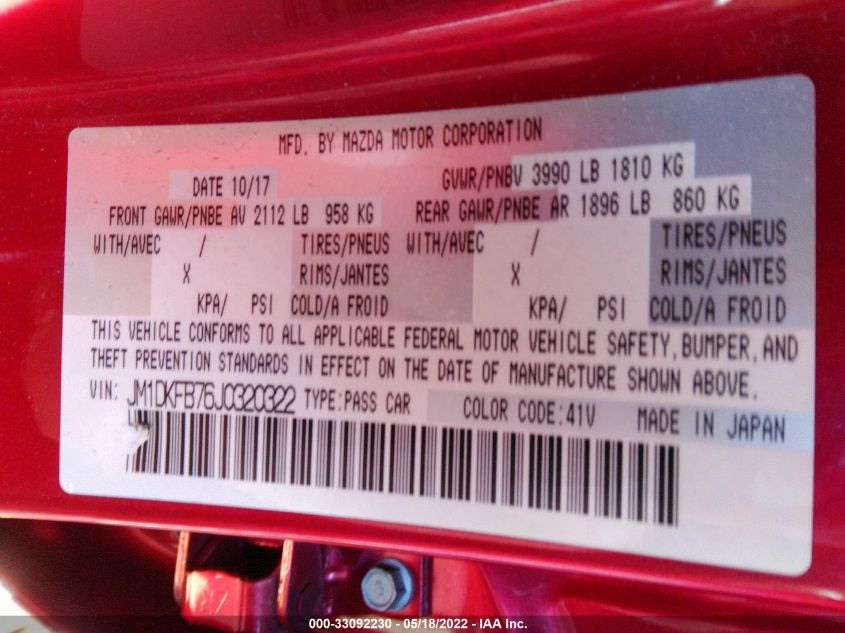 MFD. BY MAZDA MOTOR CORPORATION
DATE 10/17 GVWR/PNBV 3990 LB 1810 KG
FRONT GAWR/PNBE AV 2112 LB 958 KG REAR GAWR/PNBE AR 1896 LB 860 KG
WITH/AVEC / TIRES/PNEUS WITH/AVEC / TIRES/PNEUS
X RIMS/JANTES X RIMS/JANTES
KPA/ PSI COLD/A FROID KPA/ PSI COLD/A FROID
THIS VEHICLE CONFORMS TO ALL APPLICABLE FEDERAL MOTOR VEHICLE SAFETY, BUMPER, AND
THEFT PREVENTION STANDARDS IN EFFECT ON THE DATE OF MANUFACTURE SHOWN ABOVE.
VIN: JM1DKFB76J0320322 TYPE:PASS CAR COLOR CODE:41V MADE IN JAPAN
000-33092230 - 05/18/2022 - IAA Inc.